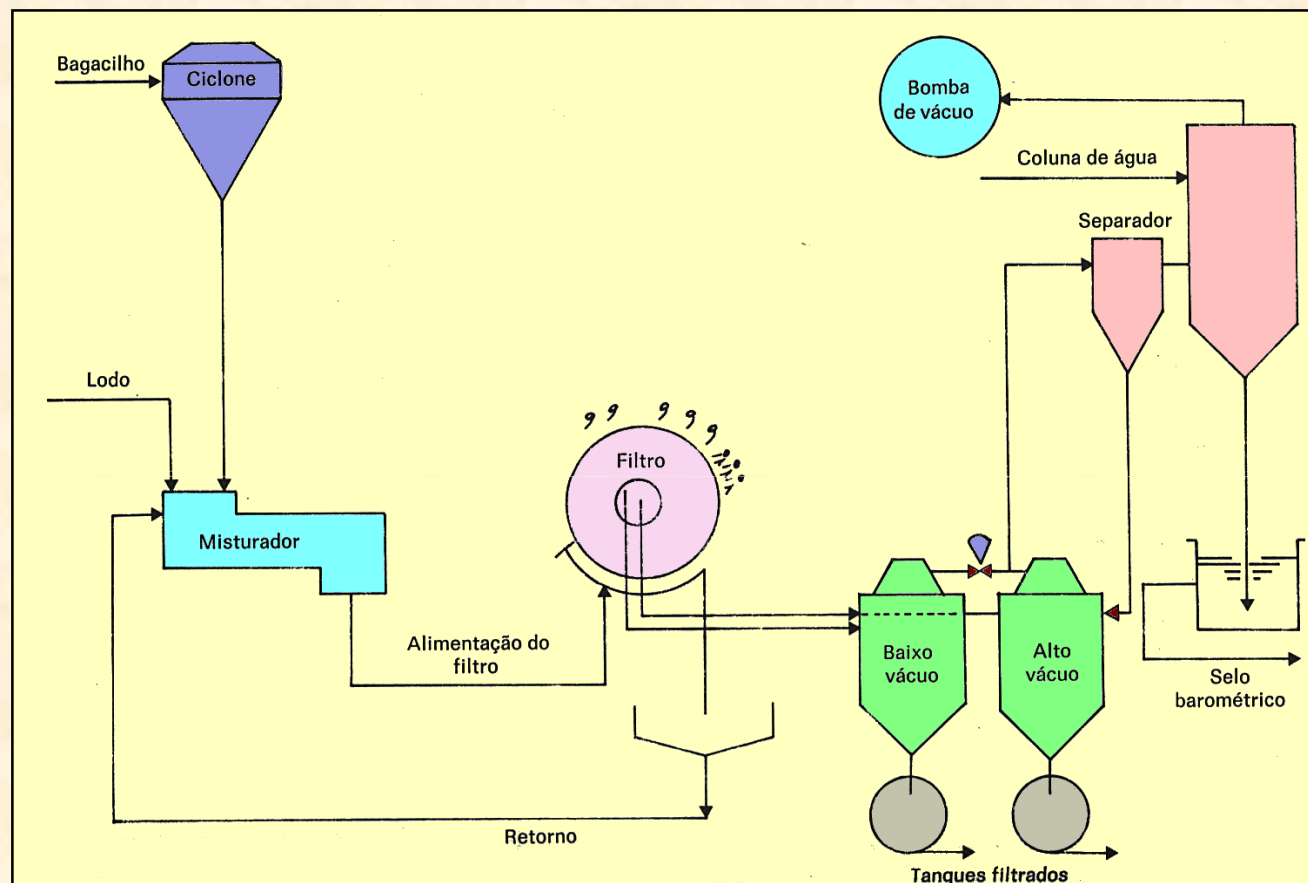 Bagacilho
Ciclone
Bomba
de vácuo
Coluna de água
Separador
Lodo
Filtro
Misturador
Alimentação do
filtro
Baixo
vácuo
Alto
vácuo
Selo
barométrico
Retorno
Tanques filtrados